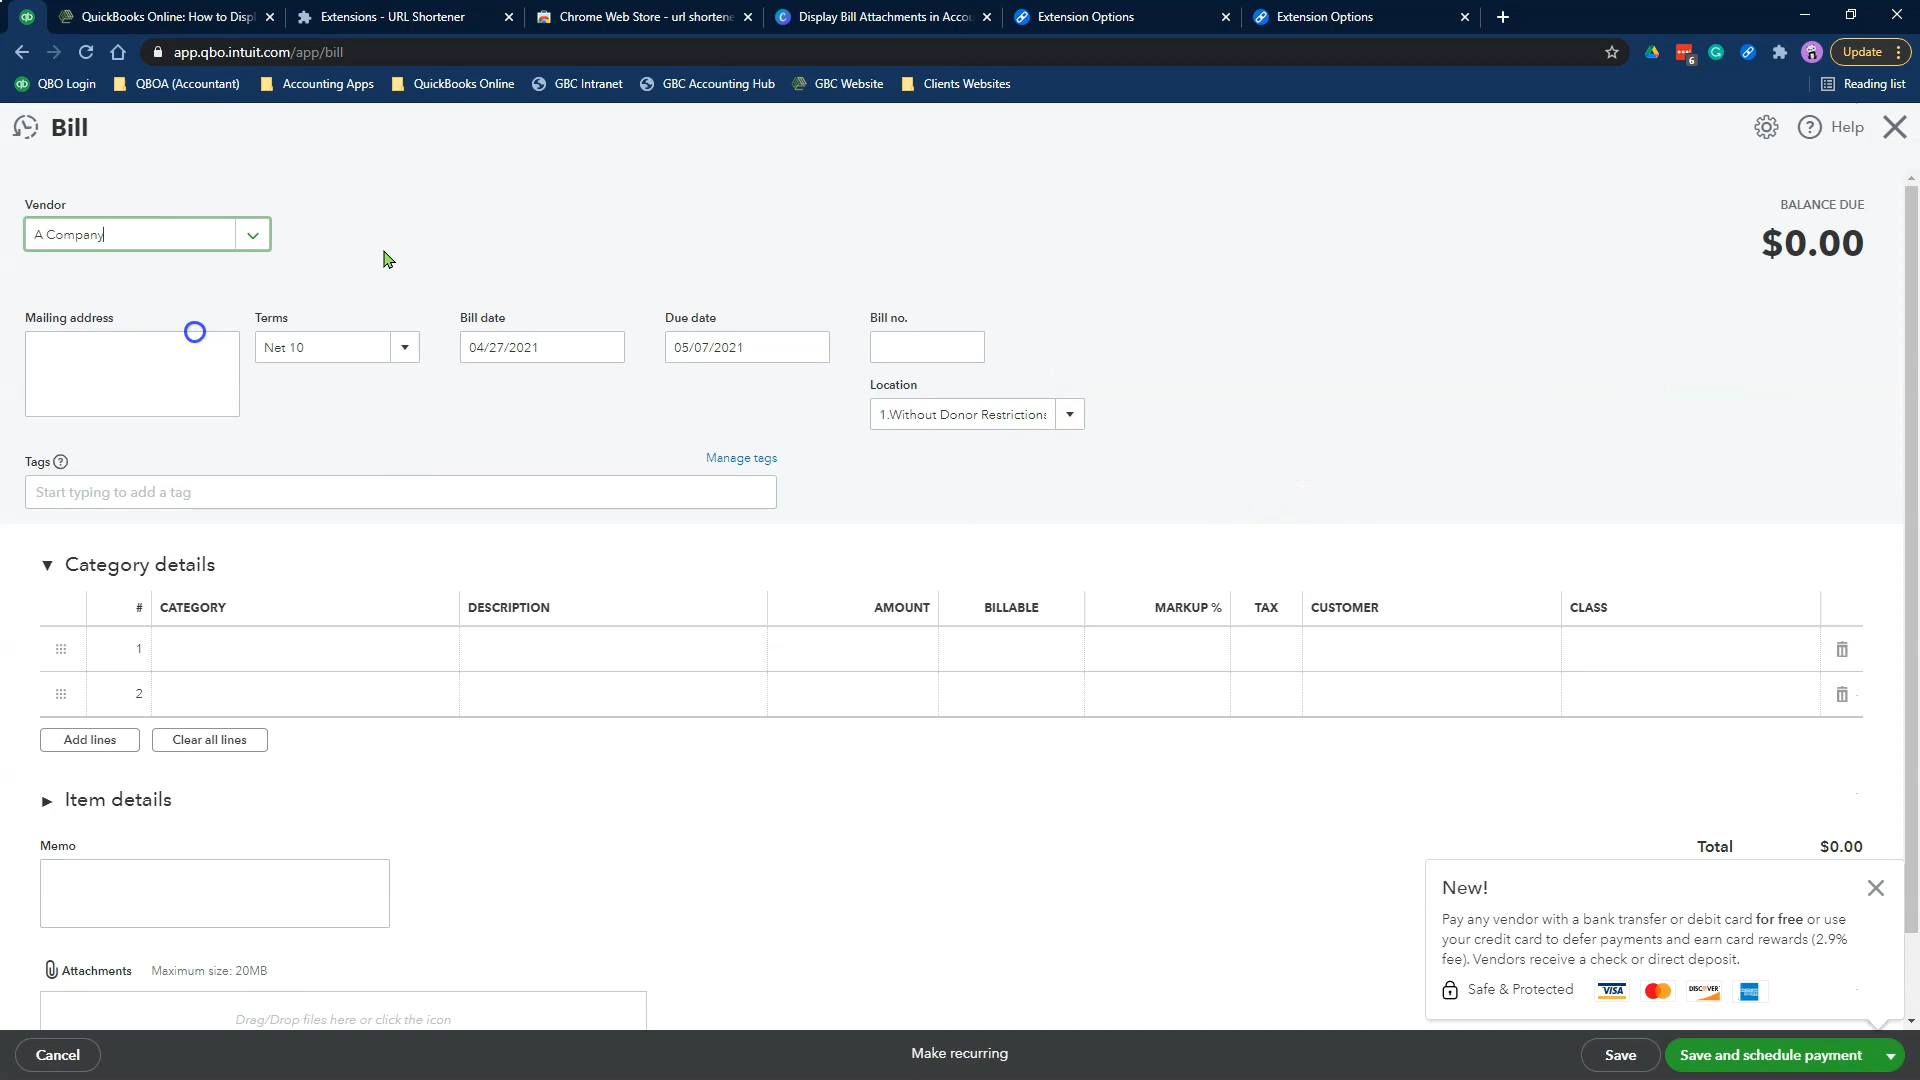 QuickBooks Online: How to Displ
Extensions - URL Shortener
Chrome Web Store - url shortene
Display Bill Attachments in Accou
Extension Options
Extension Options
app.qbo.intuit.com/app/bill
6
Update
QBO Login
QBOA (Accountant)
Accounting Apps
QuickBooks Online
GBC Intranet
GBC Accounting Hub
GBC Website
Clients Websites
Reading list
Bill
Help
Vendor
A Company
BALANCE DUE
$0.00
Mailing address
Terms
Net 10
Bill date
04/27/2021
Due date
05/07/2021
Bill no.
Location
1.Without Donor Restrictions
Tags ?
Manage tags
Start typing to add a tag
Category details
# CATEGORY DESCRIPTION AMOUNT BILLABLE MARKUP % TAX CUSTOMER CLASS
1
2
Add lines
Clear all lines
Item details
Memo
Total $0.00
New!
Pay any vendor with a bank transfer or debit card for free or use
your credit card to defer payments and earn card rewards (2.9%
fee). Vendors receive a check or direct deposit.
Safe & Protected
VISA
DISCOVER
Attachments Maximum size: 20MB
Drag/Drop files here or click the icon
Cancel
Make recurring
Save
Save and schedule payment